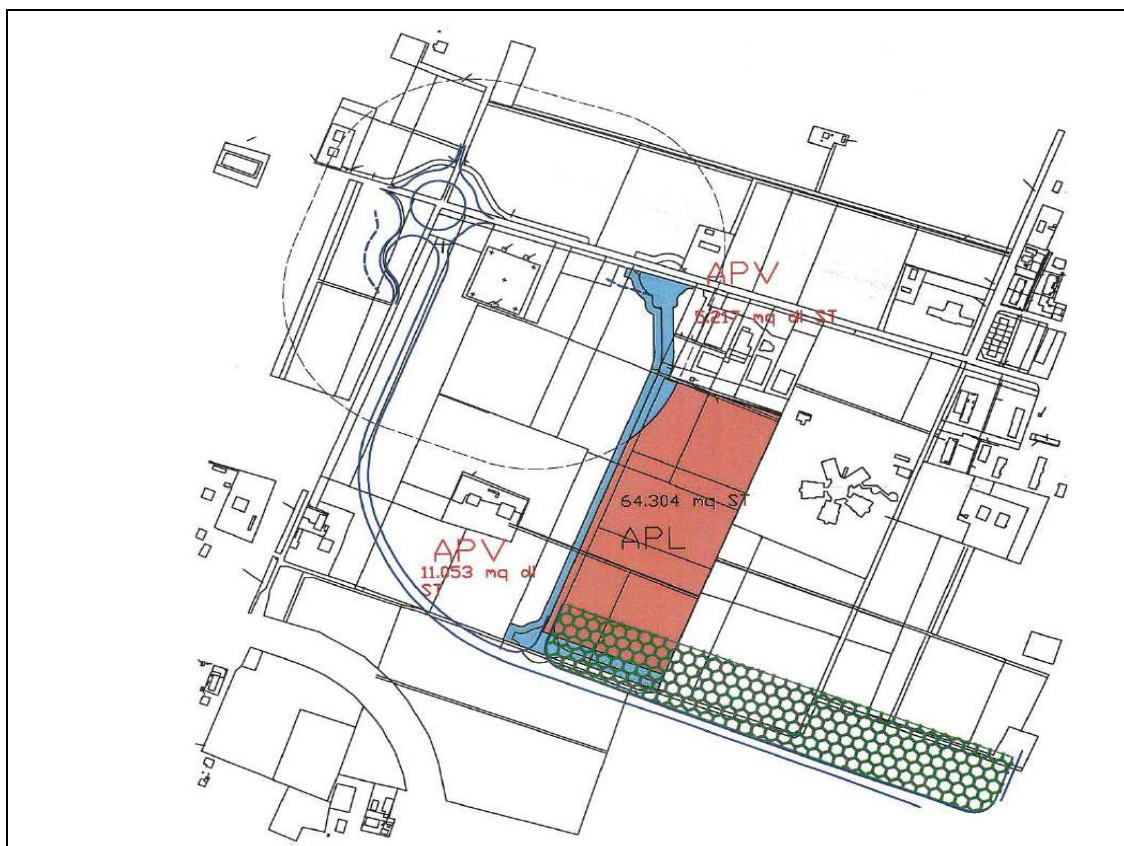 APV
5.217 mq di ST
64.304 mq ST
APL
APV
11.053 mq di
ST